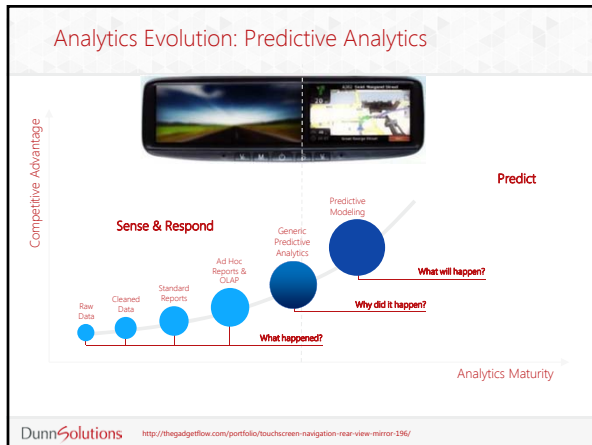 Analytics Evolution: Predictive Analytics
Competitive Advantage
Predict
Predictive
Modeling
Sense & Respond
Generic
Predictive
Analytics
Ad Hoc
Reports &
OLAP
Standard
Reports
Cleaned
Data
Raw
Data
What will happen?
Why did it happen?
What happened?
Analytics Maturity
DunnSolutions
http://thegadgetflow.com/portfolio/touchscreen-navigation-rear-view-mirror-196/